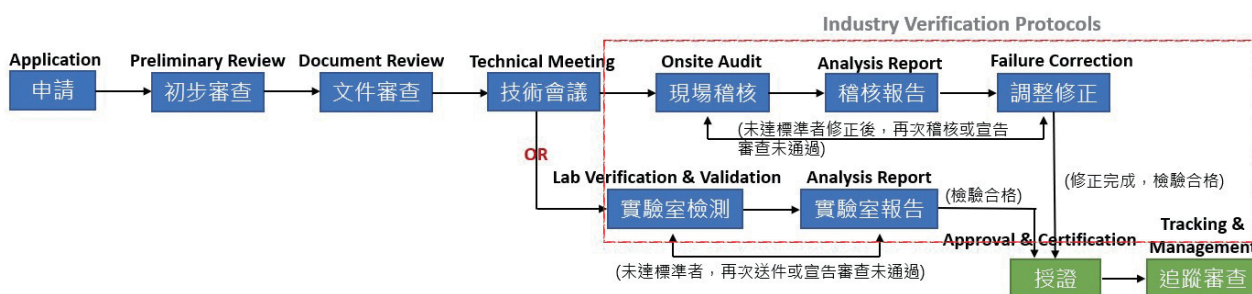 Industry Verification Protocols
Application
申請
Preliminary Review
初步審查
Document Review
文件審查
Technical Meeting
技術會議
Onsite Audit
現場稽核
Analysis Report
稽核報告
Failure Correction
調整修正
(未達標準者修正後，再次稽核或宣告
審查未通過)
OR
Lab Verification & Validation
實驗室檢測
Analysis Report
實驗室報告
(檢驗合格)
(修正完成，檢驗合格)
(未達標準者，再次送件或宣告審查未通過)
Approval & Certification
授證
Tracking &
Management
追蹤審查